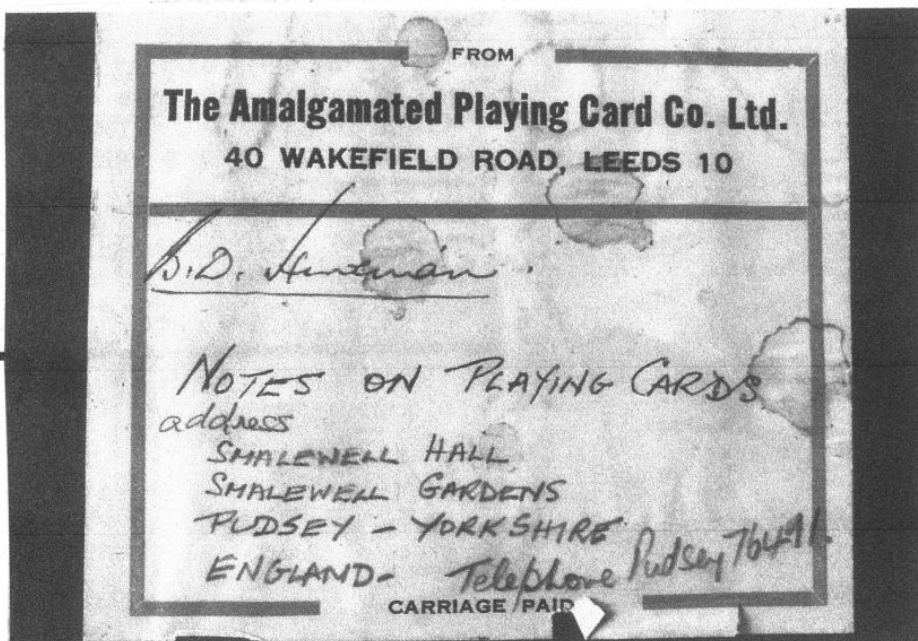 FROM
The Amalgamated Playing Card Co. Ltd.
40 WAKEFIELD ROAD, LEEDS 10
B.D.
NOTES ON PLAYING CARDS
address
SMALEWELL HALL
SMALEWELL GARDENS
PUDSEY - YORKSHIRE
ENGLAND- Telephone Pudsey 76491.
CARRIAGE PAID